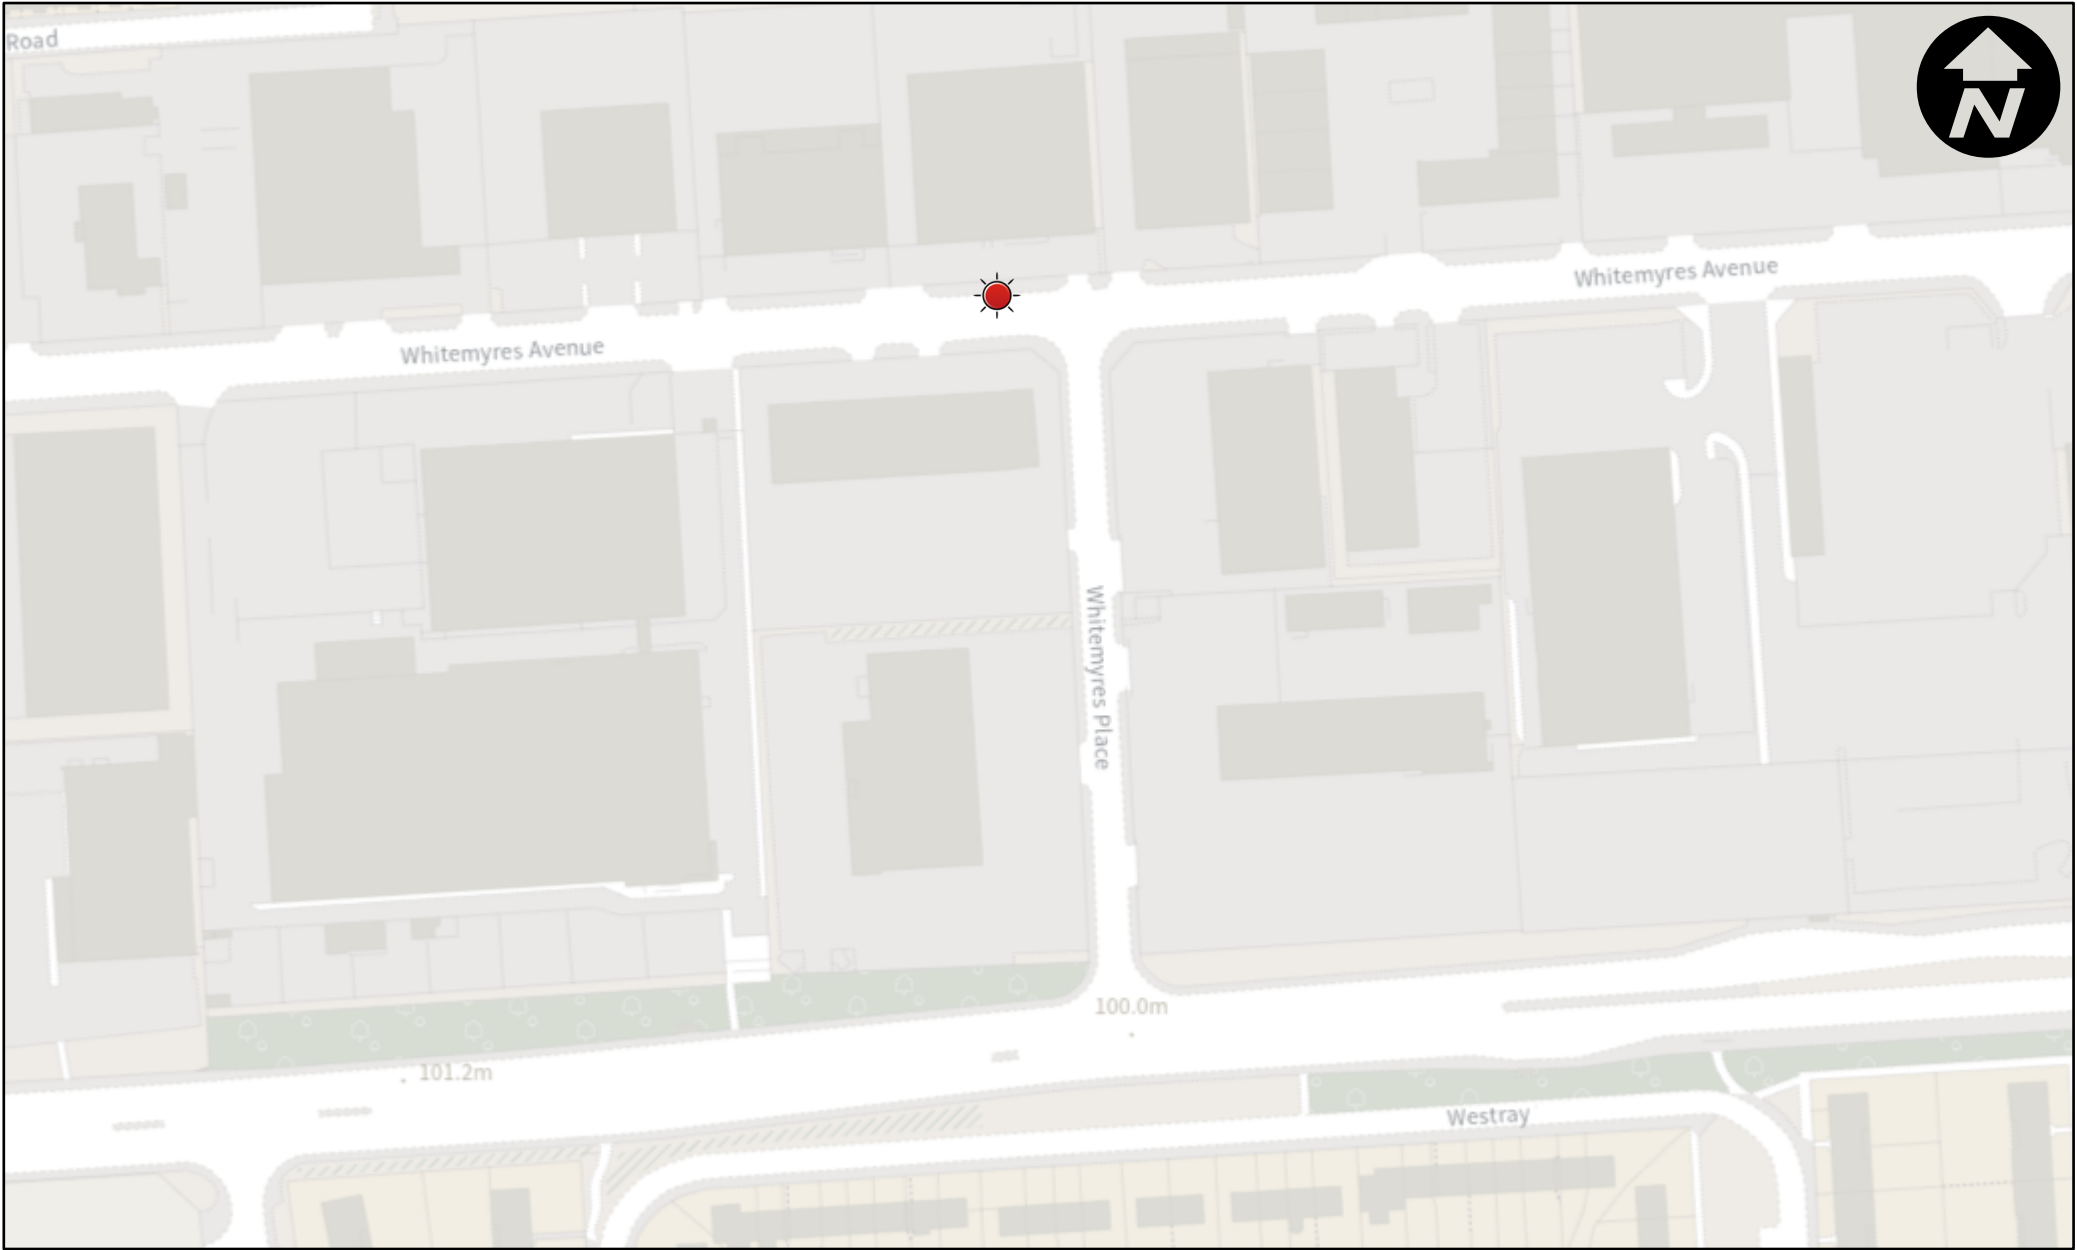 Road
N
Whitemyres Avenue
Whitemyres Avenue
Whitemyres Place
100.0m
101.2m
Westray